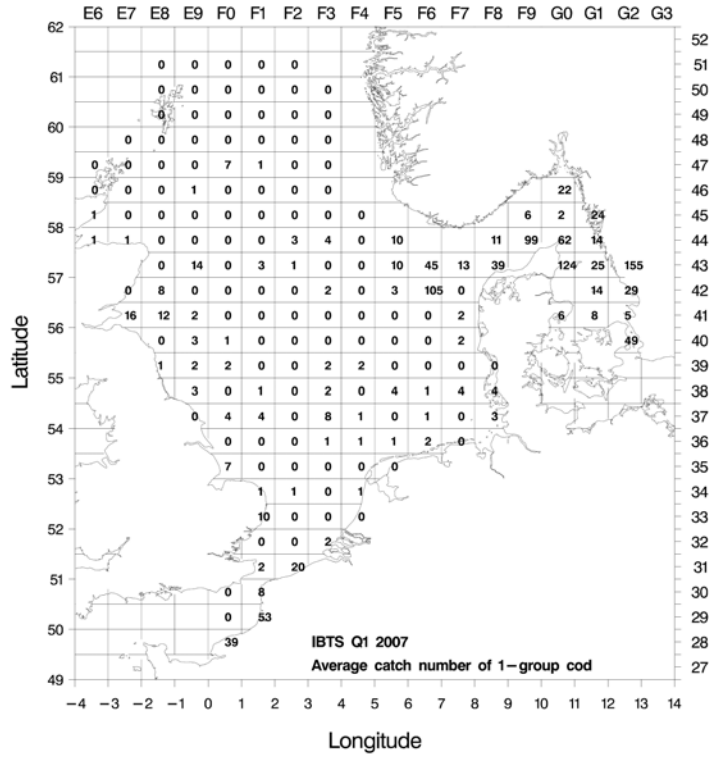 E6 E7 E8 E9 F0 F1 F2 F3 F4 F5 F6 F7 F8 F9 G0 G1 G2 G3
62
52
0 0 0 0 0 51
61
0 0 0 0 0 0 50
0 0 0 0 0 0 49
60
0 0 0 0 0 0 0 48
0 0 0 0 7 1 0 0 47
59
0 0 0 1 0 0 0 0 22 46
1 0 0 0 0 0 0 0 0 6 2 24 45
58
1 1 0 0 0 0 3 4 0 10 11 99 62 14 44
0 14 0 3 1 0 0 10 45 13 39 124 25 155 43
57
0 8 0 0 0 0 2 0 3 105 0 14 29 42
16 12 2 0 0 0 0 0 0 0 2 6 8 5 41
56
0 3 1 0 0 0 0 0 0 2 49 40
1 2 2 0 0 2 2 0 0 0 0 39
55
3 0 1 0 2 0 4 1 4 4 38
0 4 4 0 8 1 0 1 0 3 37
54
0 0 0 1 1 1 2 0 36
7 0 0 0 0 0 35
53
1 1 0 1 34
10 0 0 0 33
52
0 0 2 32
2 20 31
51
0 8 30
0 53 29
50
39 IBTS Q1 2007 28
Average catch number of 1-group cod 27
49
-4 -3 -2 -1 0 1 2 3 4 5 6 7 8 9 10 11 12 13 14
Latitude
Longitude